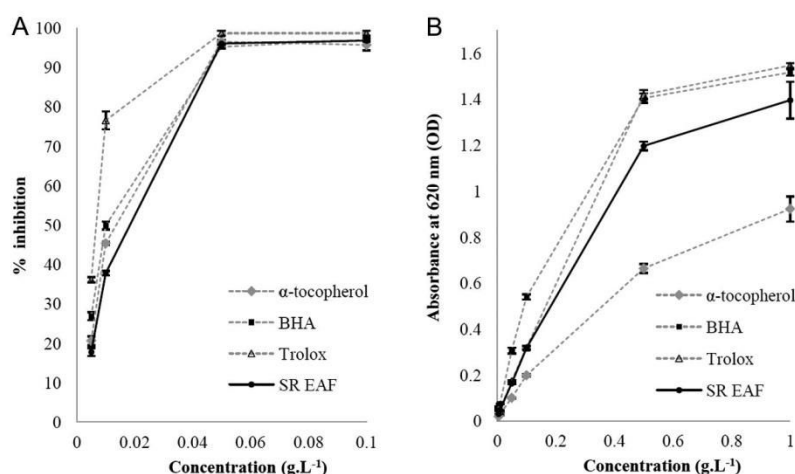 A
100
90
80
70
60
50
40
30
20
10
0
% inhibition
α-tocopherol
BHA
Trolox
SR EAF
0
0.02
0.04
0.06
0.08
0.1
Concentration (g.L⁻¹)
B
1.6
1.4
1.2
1
0.8
0.6
0.4
0.2
0
Absorbance at 620 nm (OD)
α-tocopherol
BHA
Trolox
SR EAF
0
0.2
0.4
0.6
0.8
1
Concentration (g.L⁻¹)